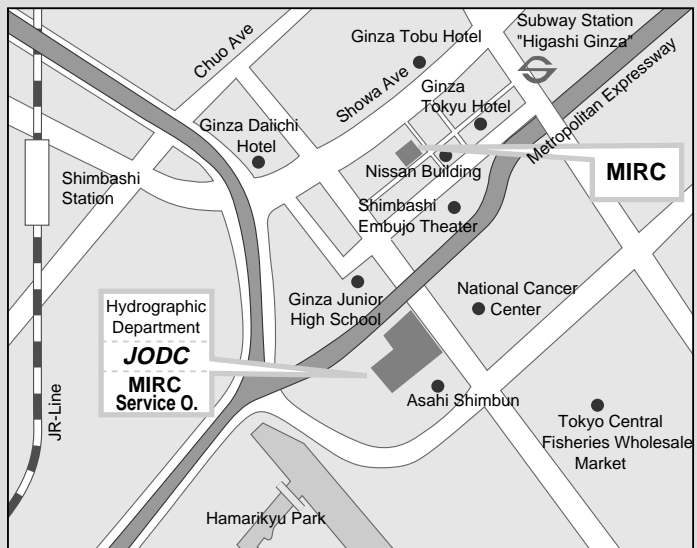 Subway Station
"Higashi Ginza"
Ginza Tobu Hotel
Chuo Ave
Showa Ave
Ginza
Tokyu Hotel
Metropolitan Expressway
Ginza Daiichi
Hotel
Nissan Building
MIRC
Shimbashi
Station
Shimbashi
Embujo Theater
Ginza Junior
High School
National Cancer
Center
Hydrographic
Department
JODC
MIRC
Service O.
Asahi Shimbun
JR-Line
Tokyo Central
Fisheries Wholesale
Market
Hamarikyu Park